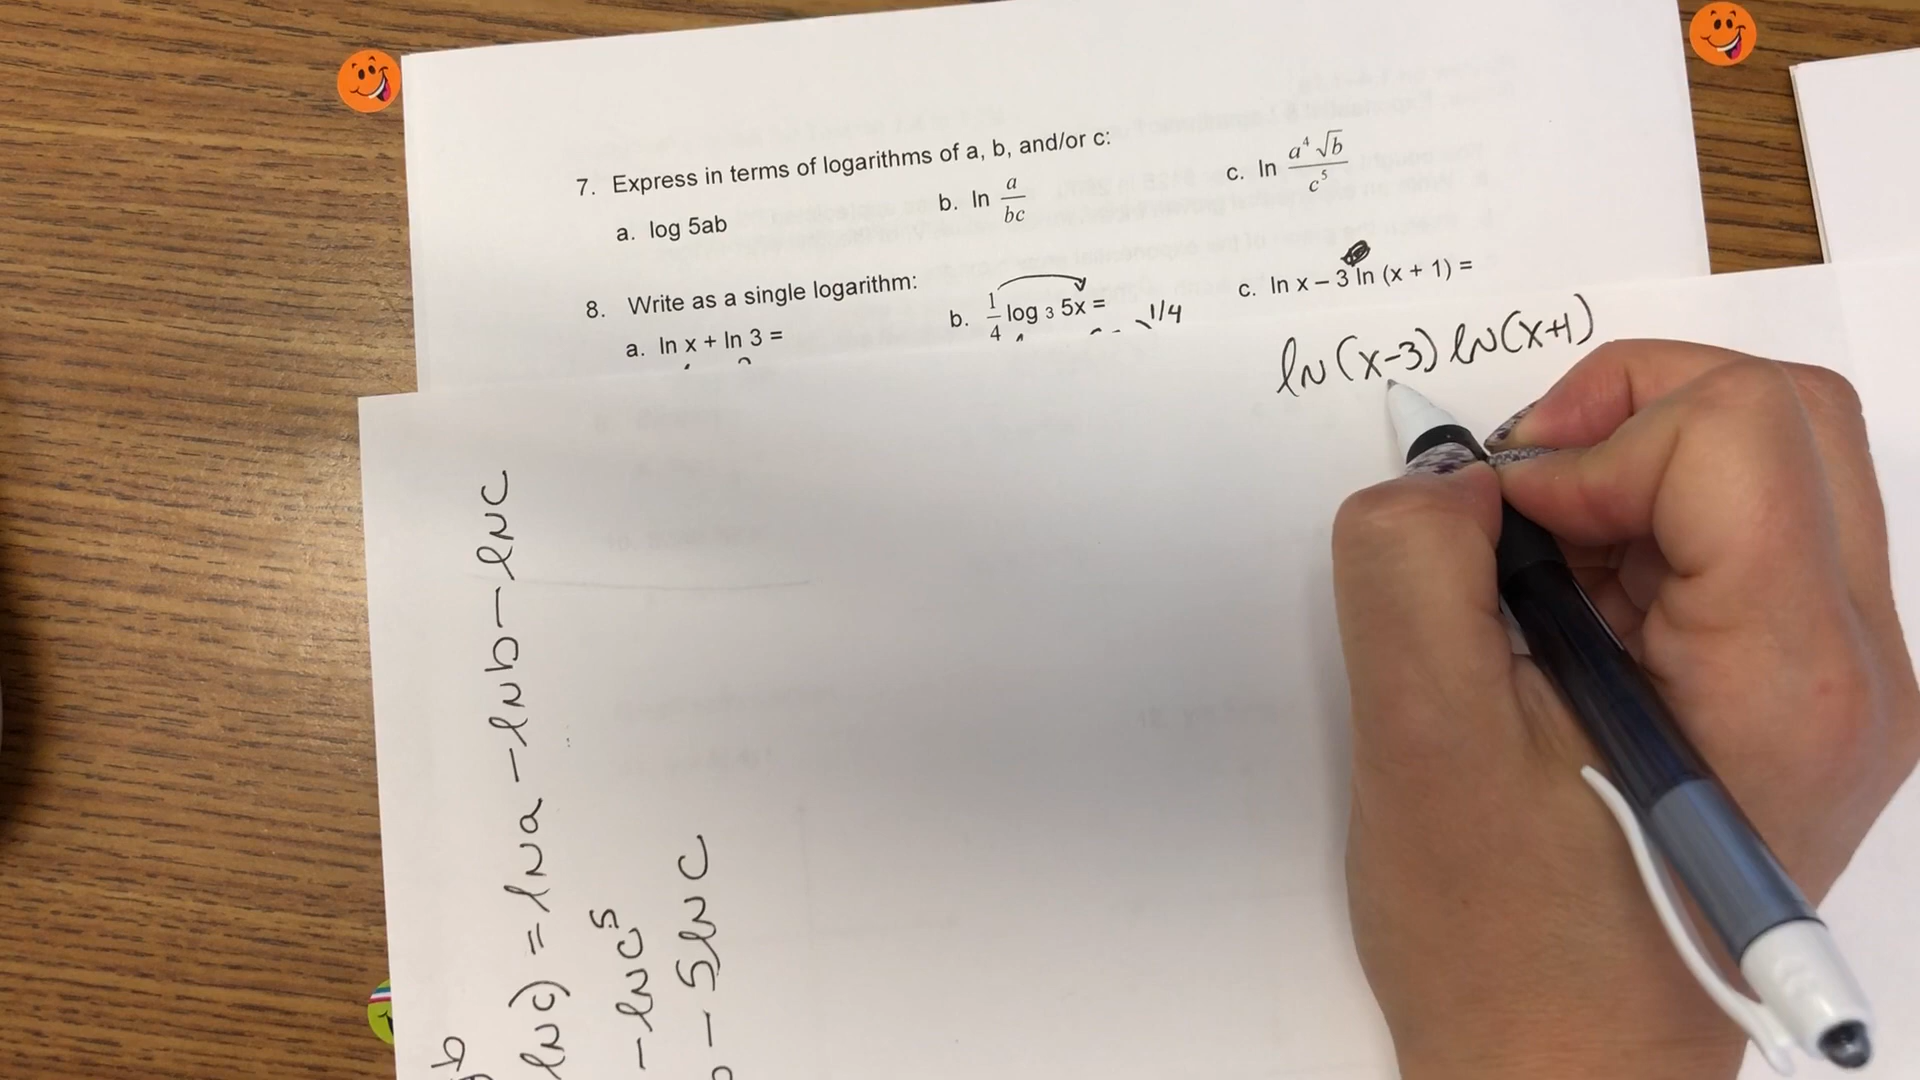 7. Express in terms of logarithms of a, b, and/or c:
a. log 5ab b. ln a/bc c. ln a⁴√b/c⁵
8. Write as a single logarithm:
a. ln x + ln 3 = b. 1/4 log ₃ 5x = c. ln x – 3 ln (x + 1) =
1/4
ln(x-3) ln(x+1)
ln c) = ln a - ln b - ln c
- ln c⁵
- 5 ln c